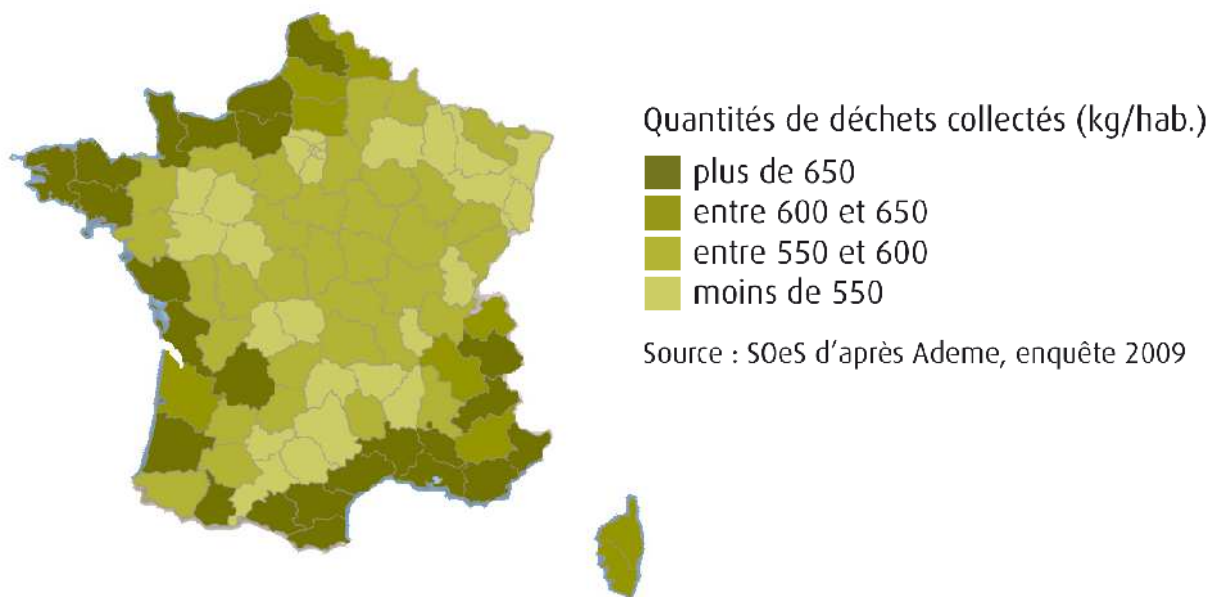 Quantités de déchets collectés (kg/hab.)
plus de 650
entre 600 et 650
entre 550 et 600
moins de 550
Source : SOeS d'après Ademe, enquête 2009